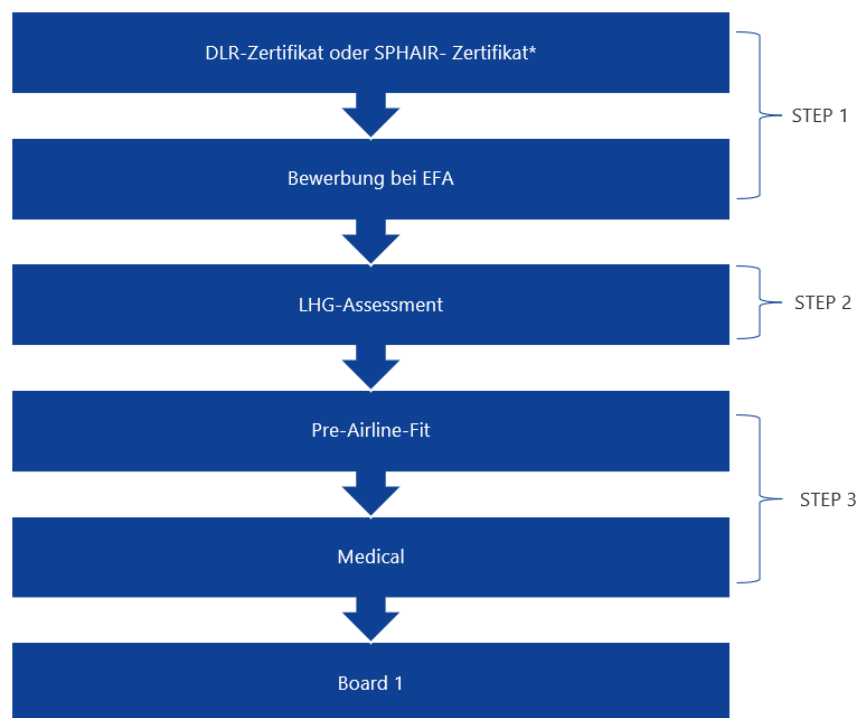 DLR-Zertifikat oder SPHAIR- Zertifikat*
STEP 1
Bewerbung bei EFA
LHG-Assessment
STEP 2
Pre-Airline-Fit
STEP 3
Medical
Board 1